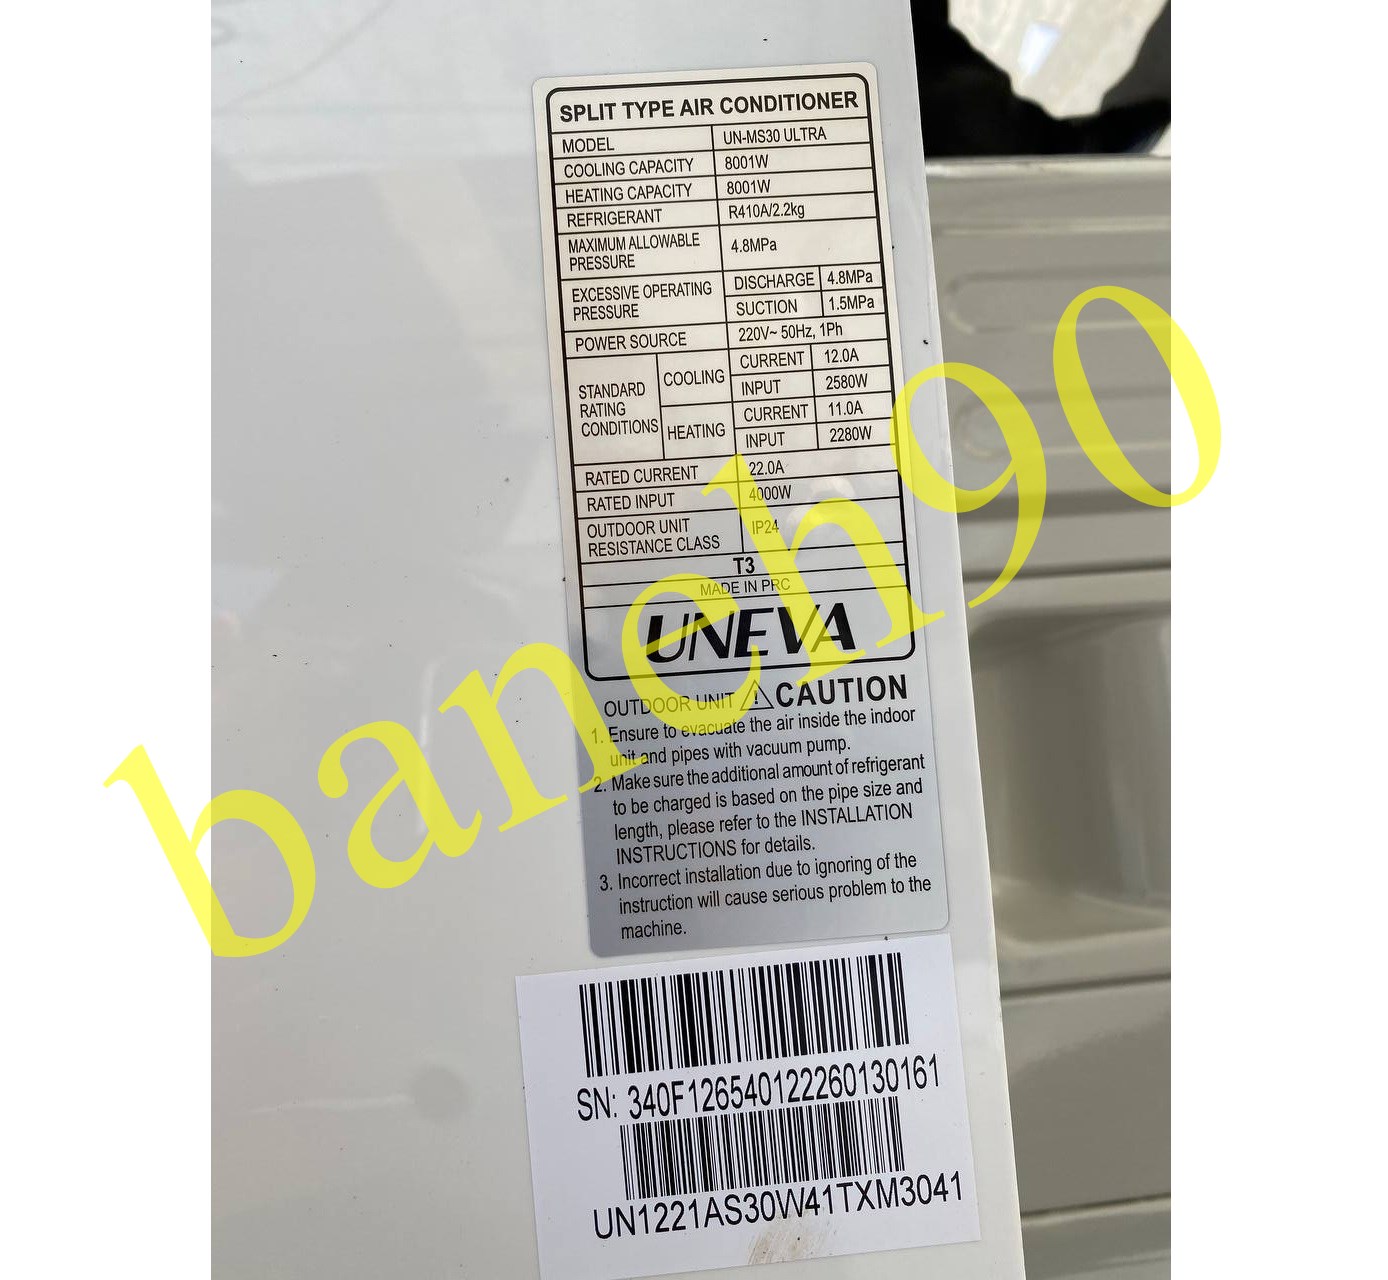 SPLIT TYPE AIR CONDITIONER
MODEL UN-MS30 ULTRA
COOLING CAPACITY 8001W
HEATING CAPACITY 8001W
REFRIGERANT R410A/2.2kg
MAXIMUM ALLOWABLE PRESSURE 4.8MPa
EXCESSIVE OPERATING PRESSURE DISCHARGE 4.8MPa
SUCTION 1.5MPa
POWER SOURCE 220V~ 50Hz, 1Ph
STANDARD RATING CONDITIONS COOLING CURRENT 12.0A
INPUT 2580W
HEATING CURRENT 11.0A
INPUT 2280W
RATED CURRENT 22.0A
RATED INPUT 4000W
OUTDOOR UNIT RESISTANCE CLASS IP24
T3
MADE IN PRC
UNEVA
OUTDOOR UNIT ⚠ CAUTION
1. Ensure to evacuate the air inside the indoor
unit and pipes with vacuum pump.
2. Make sure the additional amount of refrigerant
to be charged is based on the pipe size and
length, please refer to the INSTALLATION
INSTRUCTIONS for details.
3. Incorrect installation due to ignoring of the
instruction will cause serious problem to the
machine.
SN: 340F126540122260130161
UN1221AS30W41TXM3041
baneh90